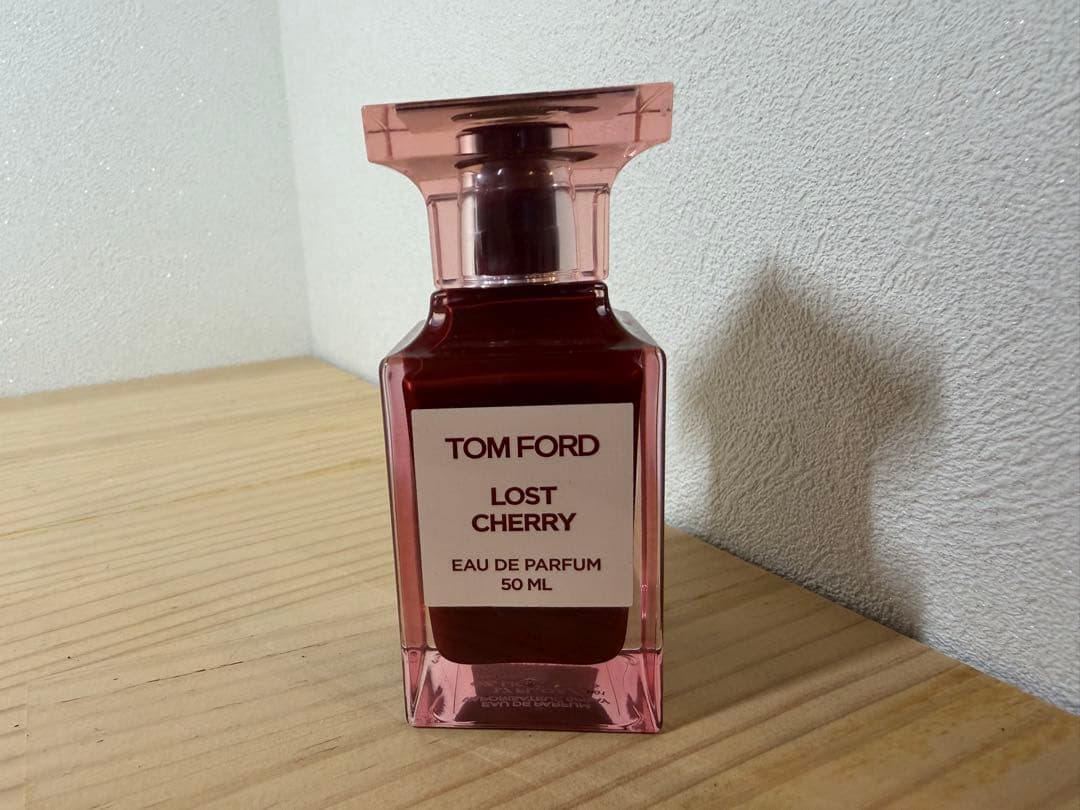 TOM FORD
LOST
CHERRY
EAU DE PARFUM
50 ML